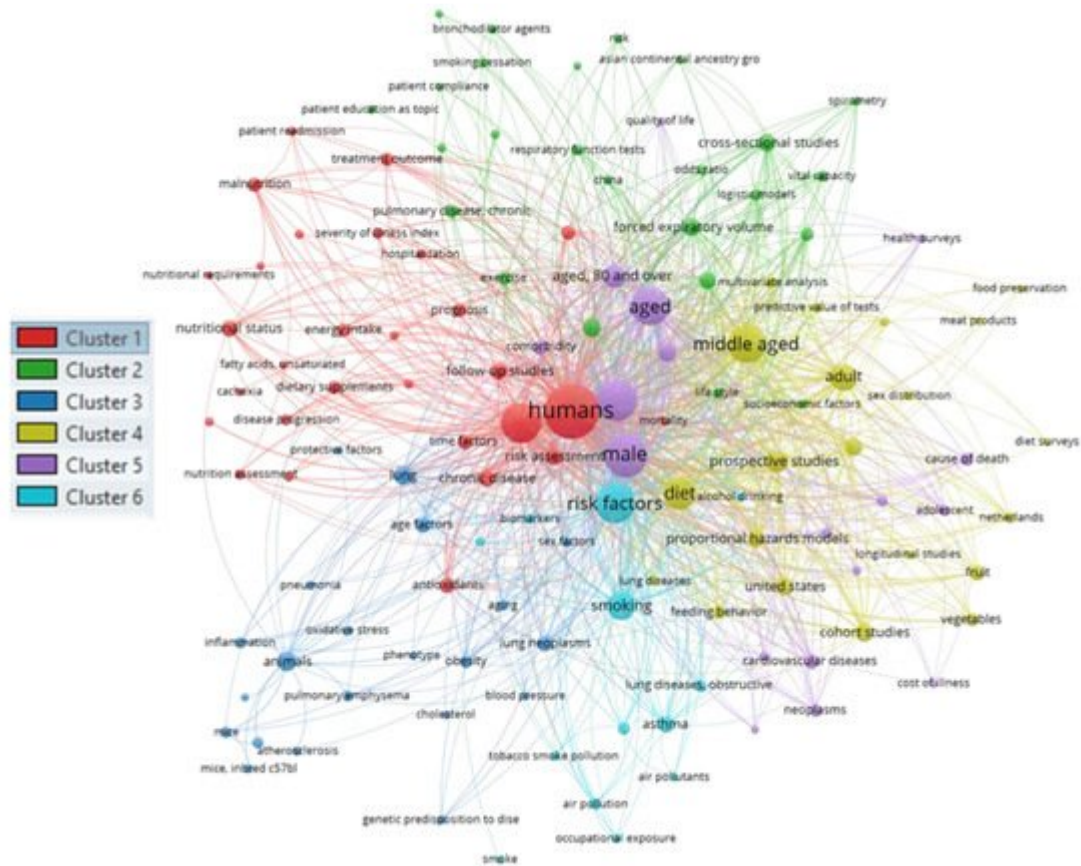 bronchodilator agents
risk
smoking cessation
asian continental ancestry gro
patient compliance
spirometry
patient education as topic
quality of life
patient readmission
cross-sectional studies
treatment outcome
respiratory function tests
odds ratio
vital capacity
malnutrition
china
logistic models
pulmonary disease, chronic
forced expiratory volume
severity of illness index
health surveys
hospitalization
nutritional requirements
exercise
aged, 80 and over
multivariate analysis
food preservation
aged
prognosis
predictive value of tests
meat products
nutritional status
energy intake
comorbidity
middle aged
fatty acids, unsaturated
follow-up studies
adult
cachexia
dietary supplements
life style
sex distribution
socioeconomic factors
humans
disease progression
mortality
time factors
diet surveys
protective factors
risk assessment
male
prospective studies
cause of death
nutrition assessment
lung
chronic disease
diet
alcohol drinking
risk factors
adolescent
age factors
biomarkers
netherlands
sex factors
proportional hazards models
longitudinal studies
pneumonia
antioxidants
lung diseases
united states
fruit
aging
smoking
feeding behavior
vegetables
oxidative stress
cohort studies
inflammation
lung neoplasms
animals
phenotype
obesity
cardiovascular diseases
lung diseases, obstructive
cost of illness
pulmonary emphysema
blood pressure
cholesterol
neoplasms
mice
asthma
atherosclerosis
tobacco smoke pollution
mice, inbred c57bl
air pollutants
air pollution
genetic predisposition to dise
occupational exposure
smoke
Cluster 1
Cluster 2
Cluster 3
Cluster 4
Cluster 5
Cluster 6